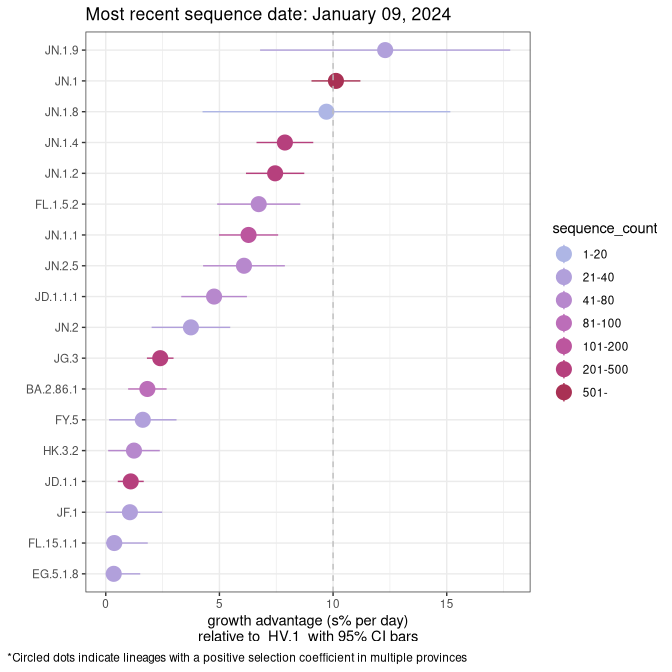 Most recent sequence date: January 09, 2024
JN.1.9
JN.1
JN.1.8
JN.1.4
JN.1.2
FL.1.5.2
JN.1.1
JN.2.5
JD.1.1.1
JN.2
JG.3
BA.2.86.1
FY.5
HK.3.2
JD.1.1
JF.1
FL.15.1.1
EG.5.1.8
0 5 10 15
growth advantage (s% per day)
relative to HV.1 with 95% CI bars
sequence_count
1-20
21-40
41-80
81-100
101-200
201-500
501-
*Circled dots indicate lineages with a positive selection coefficient in multiple provinces